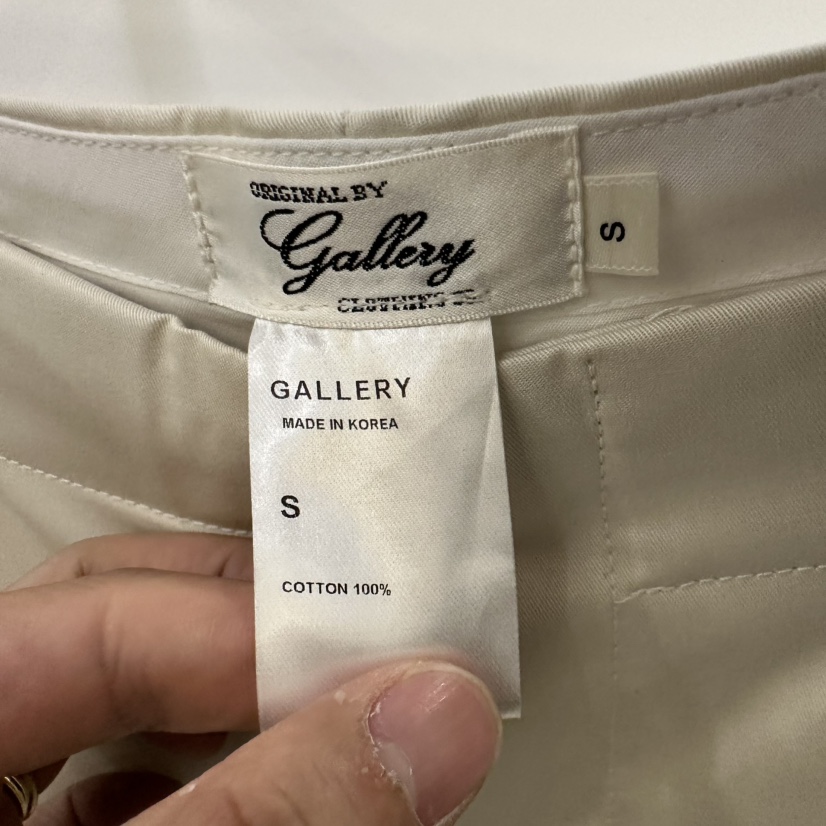 ORIGINAL BY
Gallery
S
GALLERY
MADE IN KOREA
S
COTTON 100%